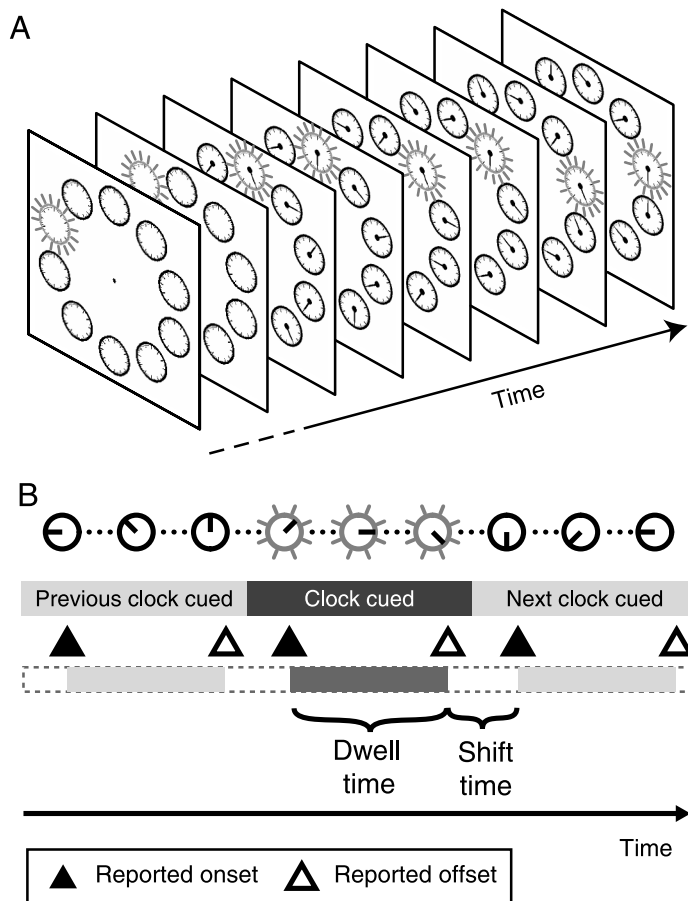 A
Time
B
Previous clock cued
Clock cued
Next clock cued
Dwell
time
Shift
time
Time
Reported onset
Reported offset